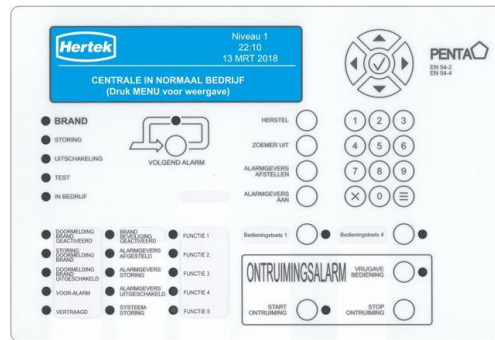 Hertek
Niveau 1
22:10
13 MRT 2018
CENTRALE IN NORMAAL BEDRIJF
(Druk MENU voor weergave)
PENTA
EN 54-2
EN 54-4
BRAND
STORING
UITSCHAKELING
TEST
IN BEDRIJF
VOLGEND ALARM
HERSTEL
ZOEMER UIT
ALARMGEVERS
AFSTELLEN
ALARMGEVERS
AAN
1 2 3
4 5 6
7 8 9
0
DOORMELDING
BRAND
GEACTIVEERD
STORING
DOORMELDING
BRAND
DOORMELDING
BRAND
UITGESCHAKELD
VOOR-ALARM
VERTRAAGD
BRAND
BEVEILIGING
GEACTIVEERD
ALARMGEVERS
AFGESTELD
ALARMGEVERS
STORING
ALARMGEVERS
UITGESCHAKELD
SYSTEEM-
STORING
FUNCTIE 1
FUNCTIE 2
FUNCTIE 3
FUNCTIE 4
FUNCTIE 5
Bedieningstoets 1
Bedieningstoets 4
ONTRUIMINGSALARM
VRIJGAVE
BEDIENING
START
ONTRUIMING
STOP
ONTRUIMING